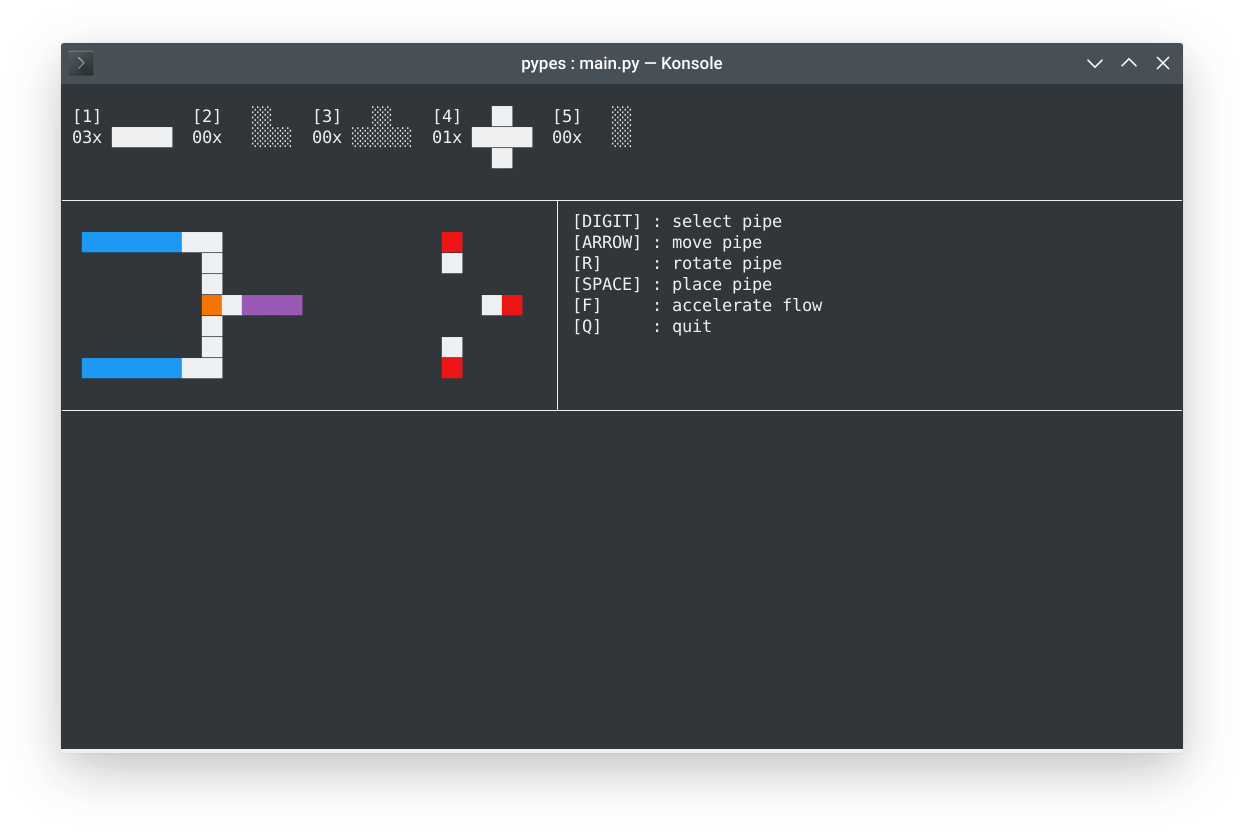 pypes : main.py — Konsole
[1] [2] [3] [4] [5]
03x 00x 00x 01x 00x
[DIGIT] : select pipe
[ARROW] : move pipe
[R] : rotate pipe
[SPACE] : place pipe
[F] : accelerate flow
[Q] : quit